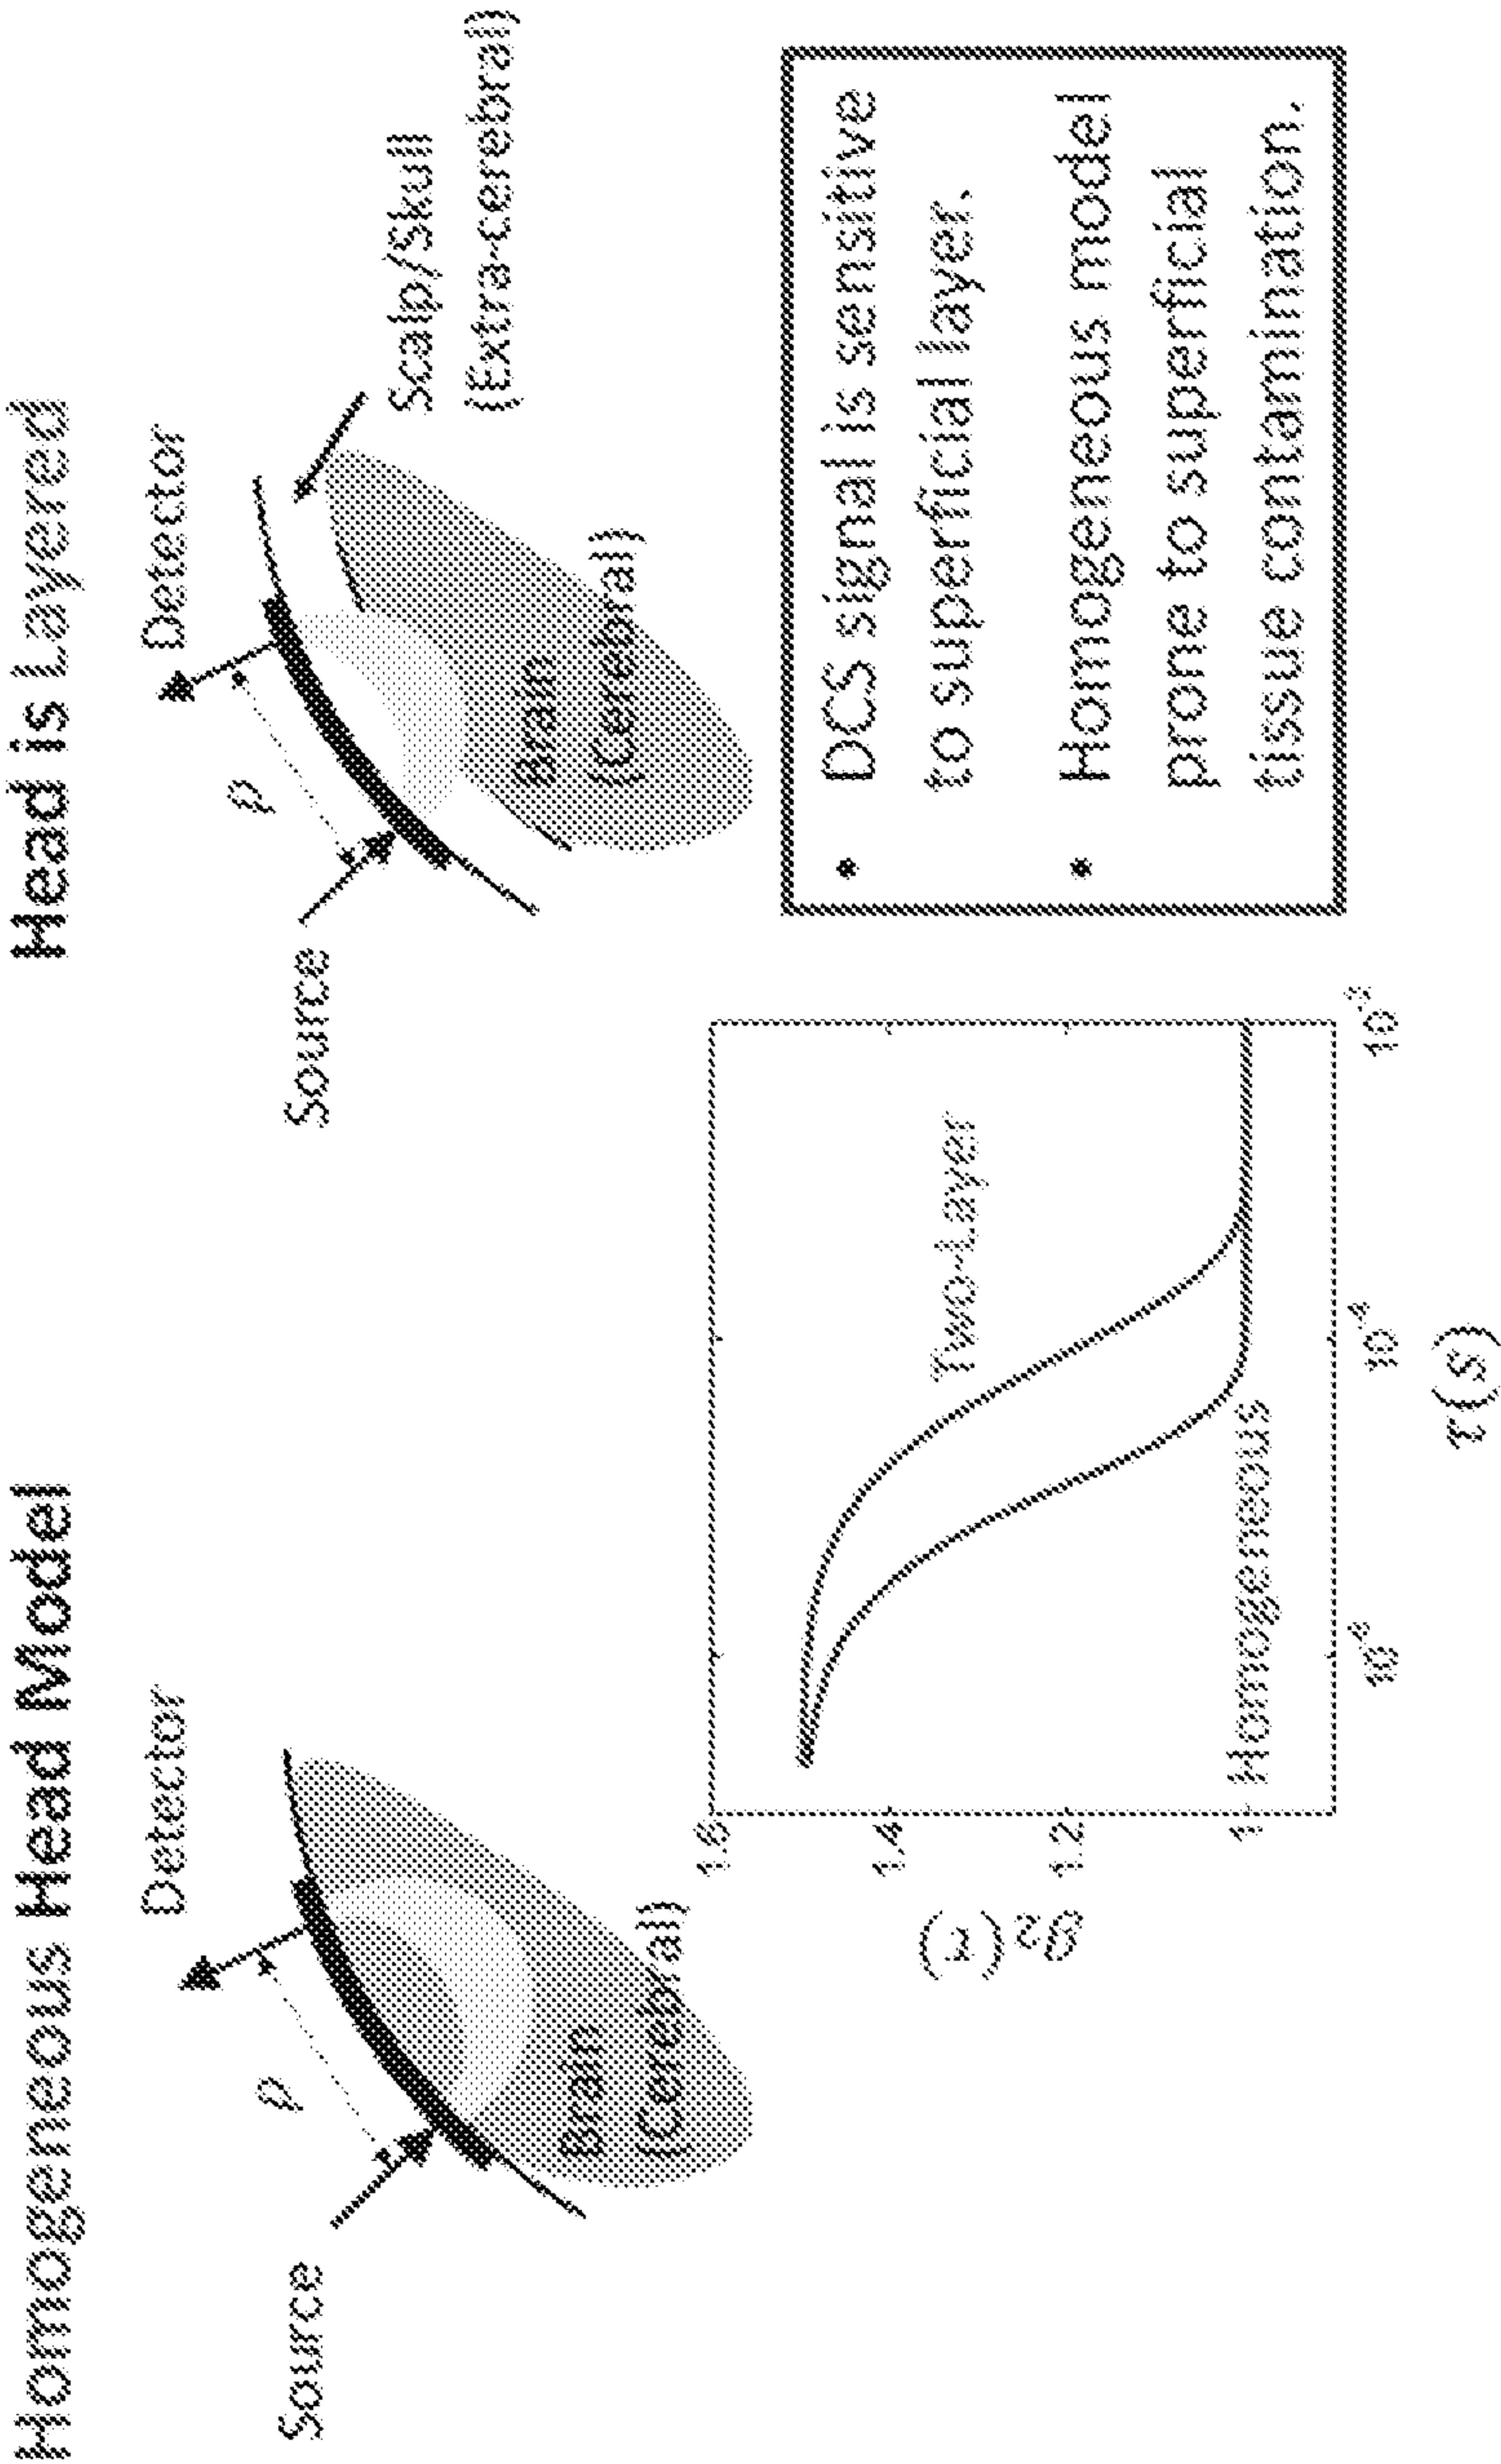 Homogeneous Head Model
Detector
ρ
Source
Brain
(Cerebral)
Head is Layered
Detector
ρ
Source
Scalp/Skull
(Extra-cerebral)
Brain
(Cerebral)
g₂(τ)
1.6
1.4
1.2
1
Two-Layer
Homogeneous
10⁻⁴
τ(s)
• DCS signal is sensitive
to superficial layer.
• Homogeneous model
prone to superficial
tissue contamination.